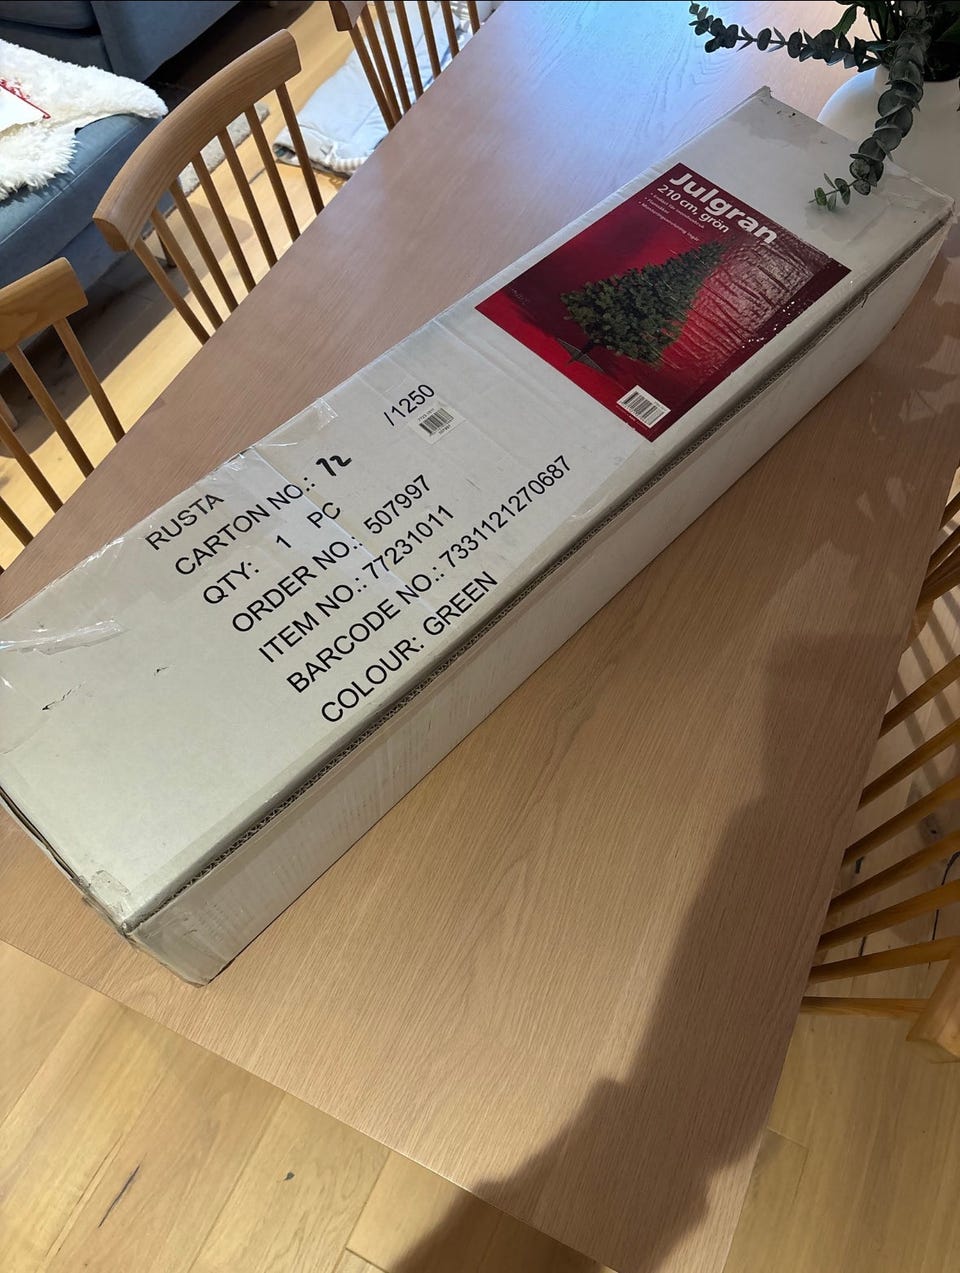 Julgran
210 cm, grön
RUSTA
CARTON NO.: 72 /1250
QTY: 1 PC
ORDER NO.: 507997
ITEM NO.: 77231011
BARCODE NO.: 7331121270687
COLOUR: GREEN